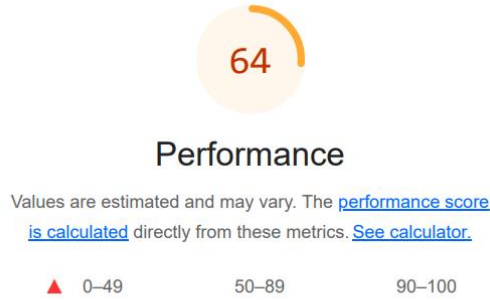 64
Performance
Values are estimated and may vary. The performance score
is calculated directly from these metrics. See calculator.
0–49 50–89 90–100